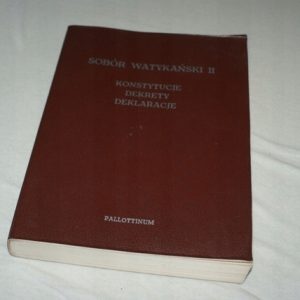 SOBÓR WATYKAŃSKI II
KONSTYTUCJE
DEKRETY
DEKLARACJE
PALLOTTINUM